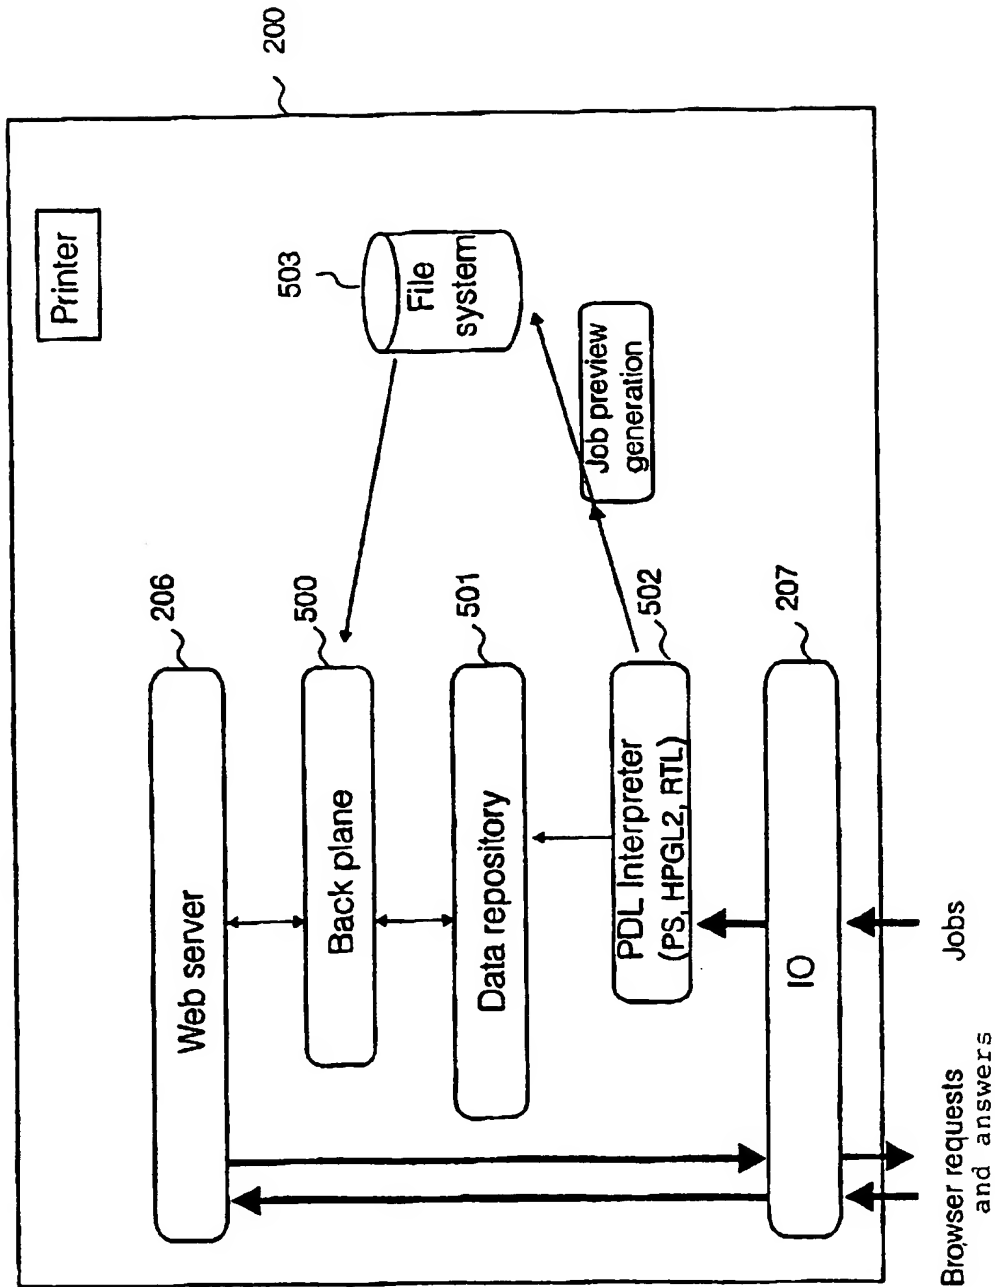 200
Printer
206
Web server
500
Back plane
503
File
system
501
Data repository
Job preview
generation
502
PDL Interpreter
(PS, HPGL2, RTL)
207
IO
Browser requests
and answers
Jobs